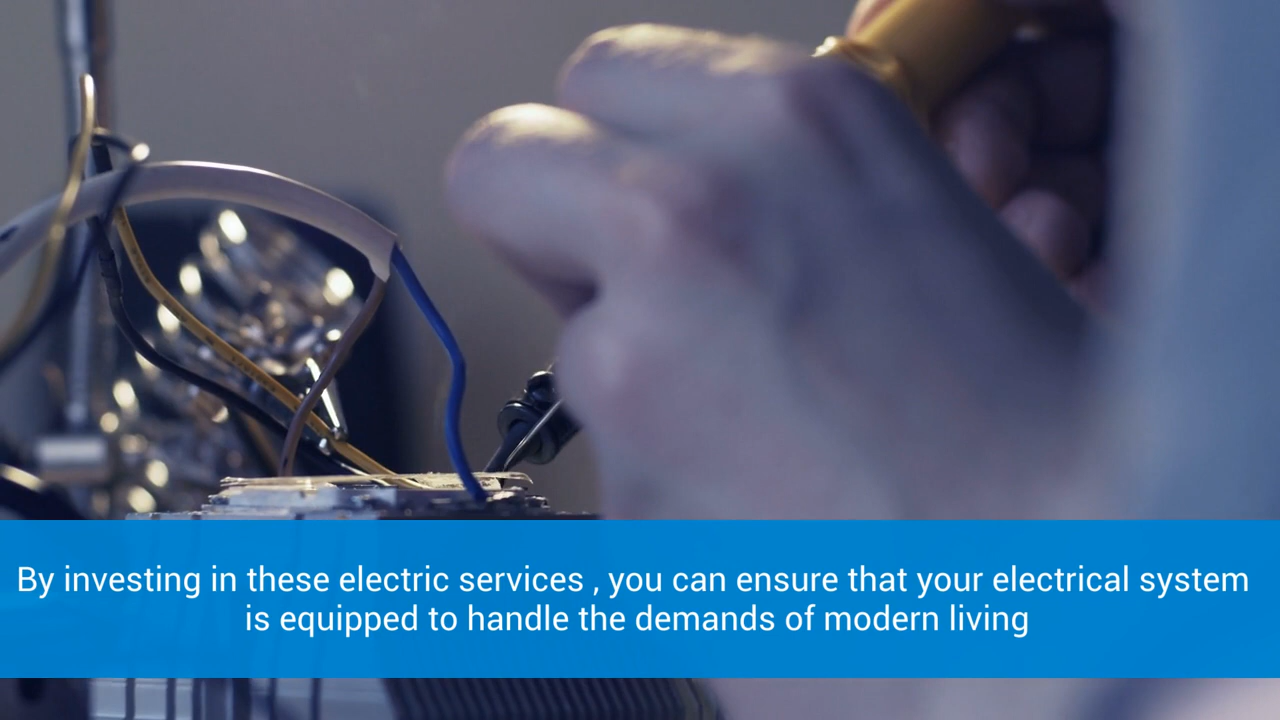 By investing in these electric services , you can ensure that your electrical system
is equipped to handle the demands of modern living